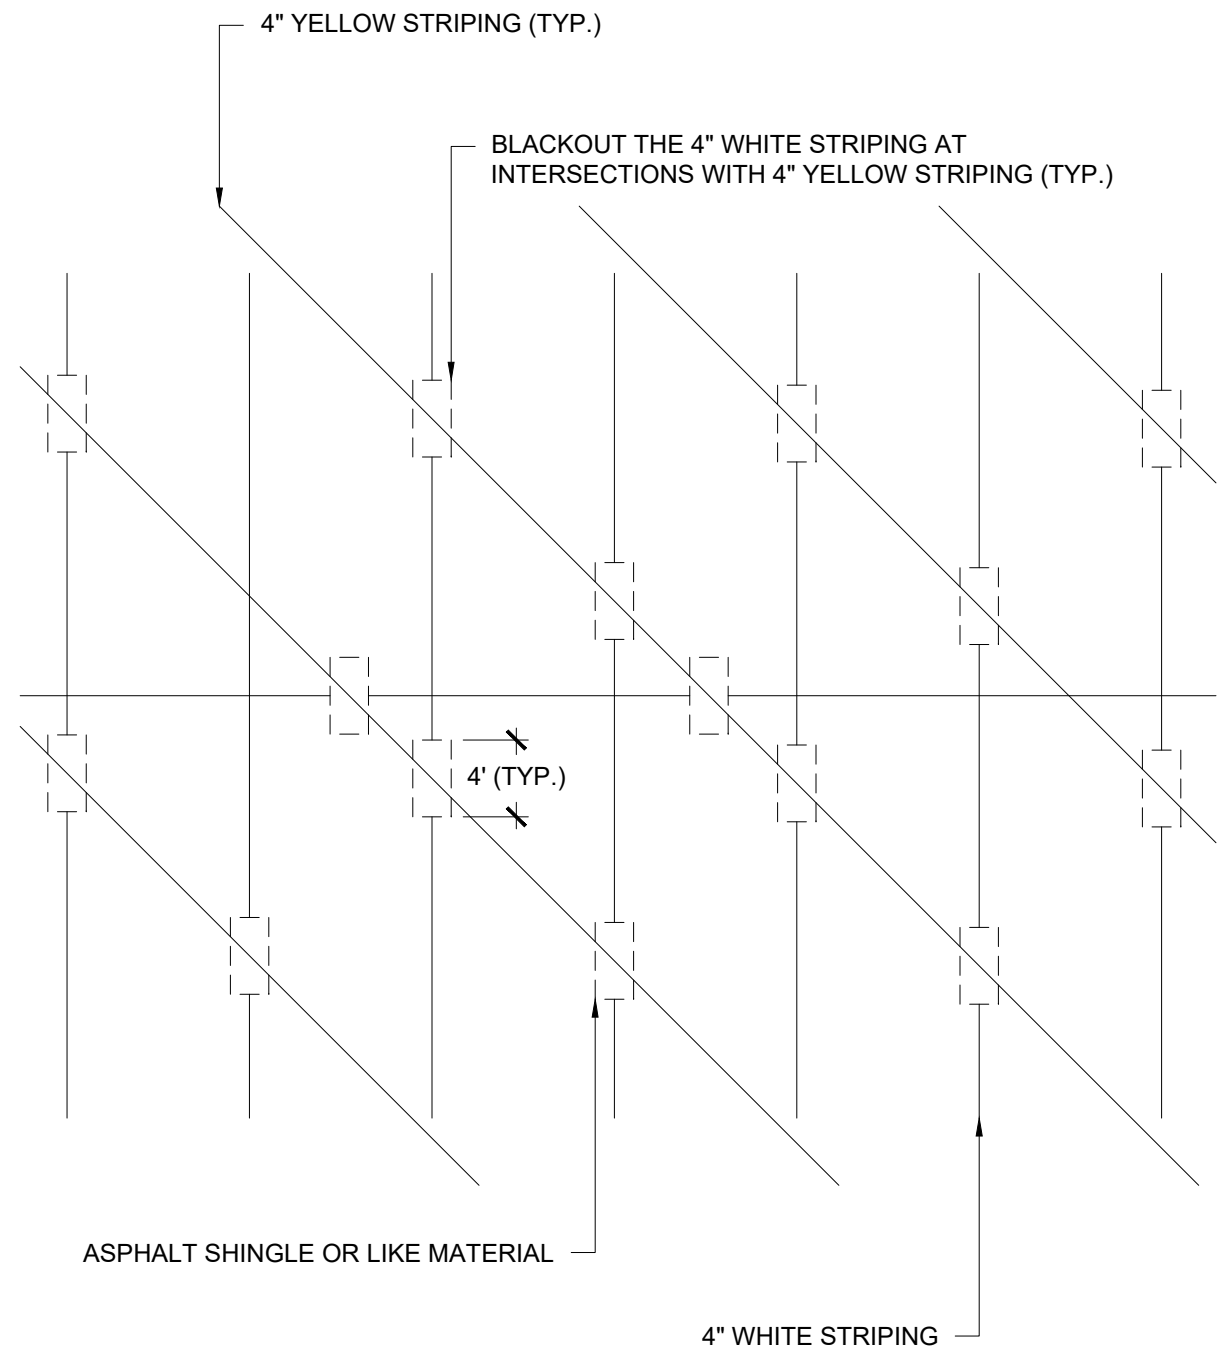 4" YELLOW STRIPING (TYP.)
BLACKOUT THE 4" WHITE STRIPING AT
INTERSECTIONS WITH 4" YELLOW STRIPING (TYP.)
4' (TYP.)
ASPHALT SHINGLE OR LIKE MATERIAL
4" WHITE STRIPING